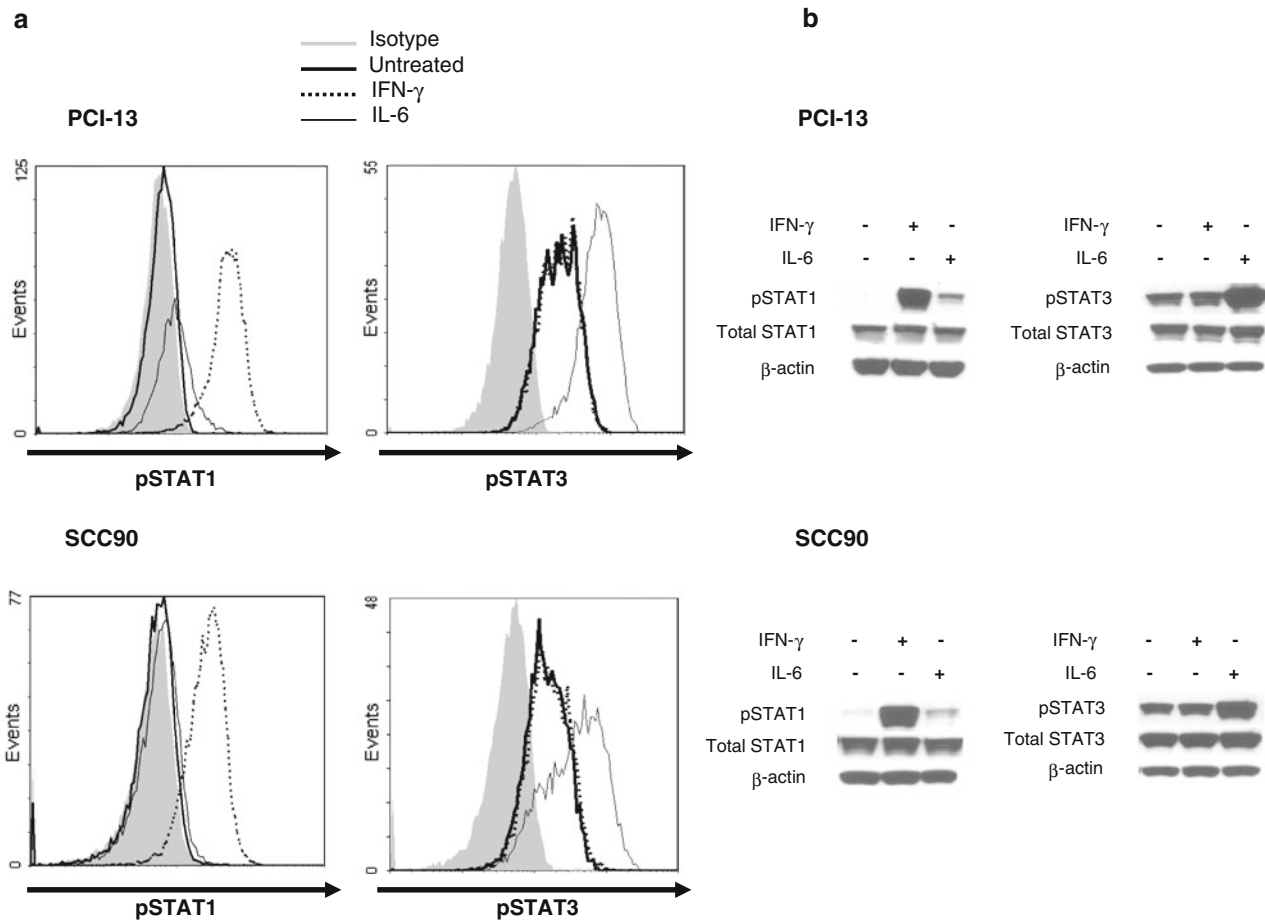 a
Isotype
Untreated
IFN-γ
IL-6
PCI-13
125
Events
0
pSTAT1
55
Events
0
pSTAT3
SCC90
77
Events
0
pSTAT1
48
Events
0
pSTAT3
b
PCI-13
IFN-γ - + -
IL-6 - - +
pSTAT1
Total STAT1
β-actin
IFN-γ - + -
IL-6 - - +
pSTAT3
Total STAT3
β-actin
SCC90
IFN-γ - + -
IL-6 - - +
pSTAT1
Total STAT1
β-actin
IFN-γ - + -
IL-6 - - +
pSTAT3
Total STAT3
β-actin